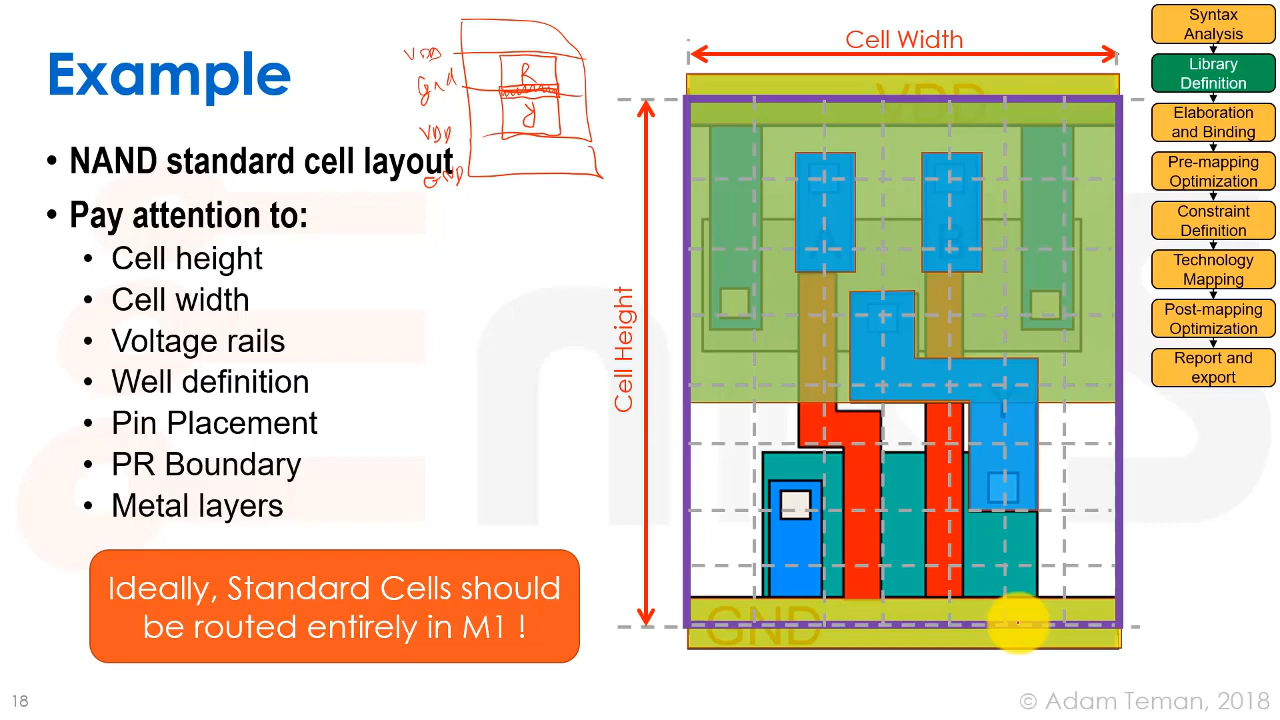 Example
VDD
Gnd
VDD
GND
R
R
• NAND standard cell layout
• Pay attention to:
• Cell height
• Cell width
• Voltage rails
• Well definition
• Pin Placement
• PR Boundary
• Metal layers
Ideally, Standard Cells should
be routed entirely in M1 !
Cell Width
Cell Height
VDD
A
B
Y
GND
Syntax
Analysis
Library
Definition
Elaboration
and Binding
Pre-mapping
Optimization
Constraint
Definition
Technology
Mapping
Post-mapping
Optimization
Report and
export
18
© Adam Teman, 2018